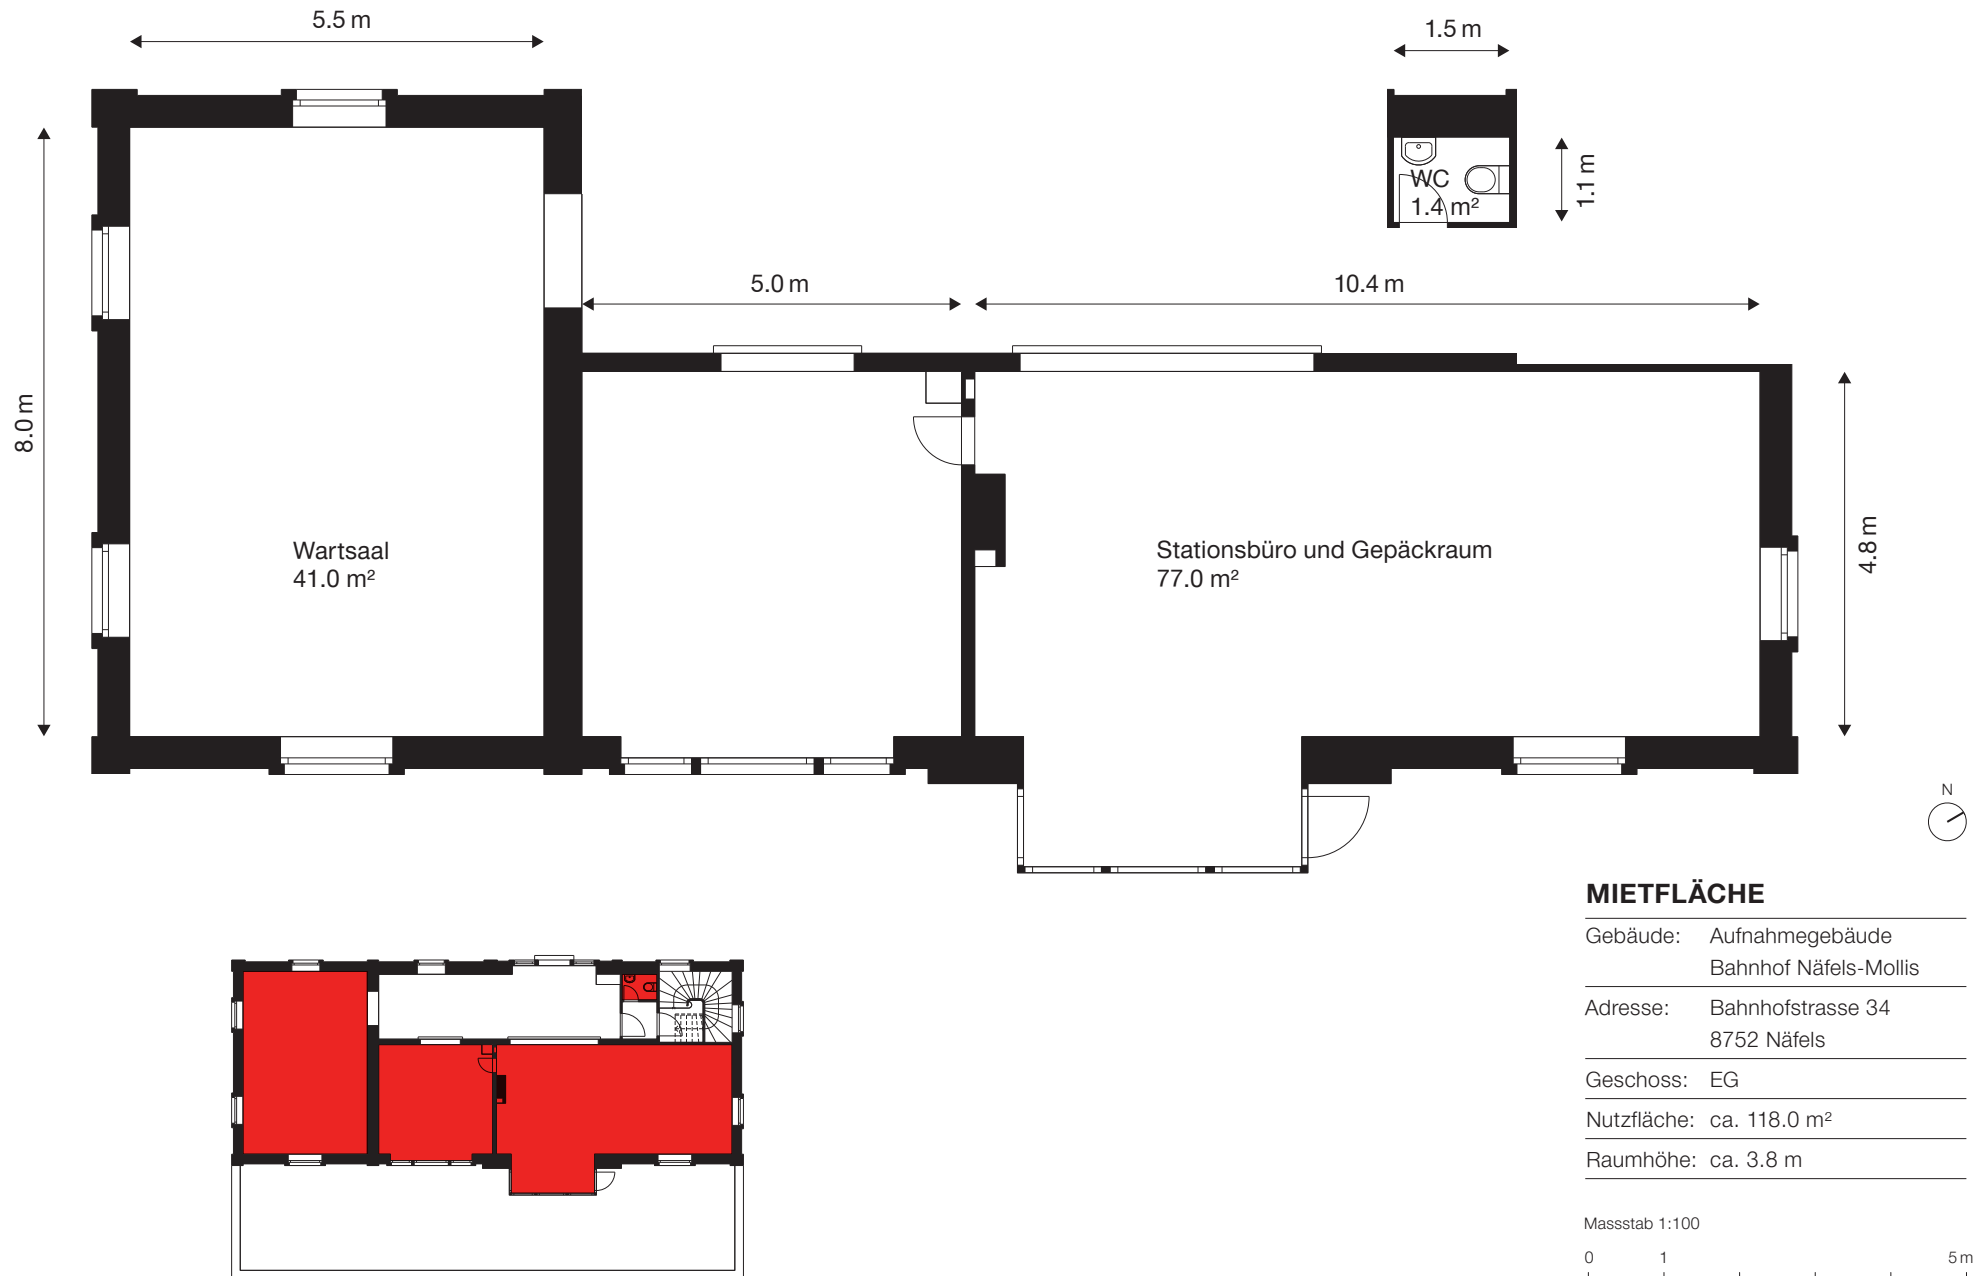 5.5 m
1.5 m
WC
1.4 m²
1.1 m
5.0 m
10.4 m
8.0 m
Wartsaal
41.0 m²
Stationsbüro und Gepäckraum
77.0 m²
4.8 m
N
MIETFLÄCHE
Gebäude: Aufnahmegebäude
Bahnhof Näfels-Mollis
Adresse: Bahnhofstrasse 34
8752 Näfels
Geschoss: EG
Nutzfläche: ca. 118.0 m²
Raumhöhe: ca. 3.8 m
Massstab 1:100
0 1 5 m